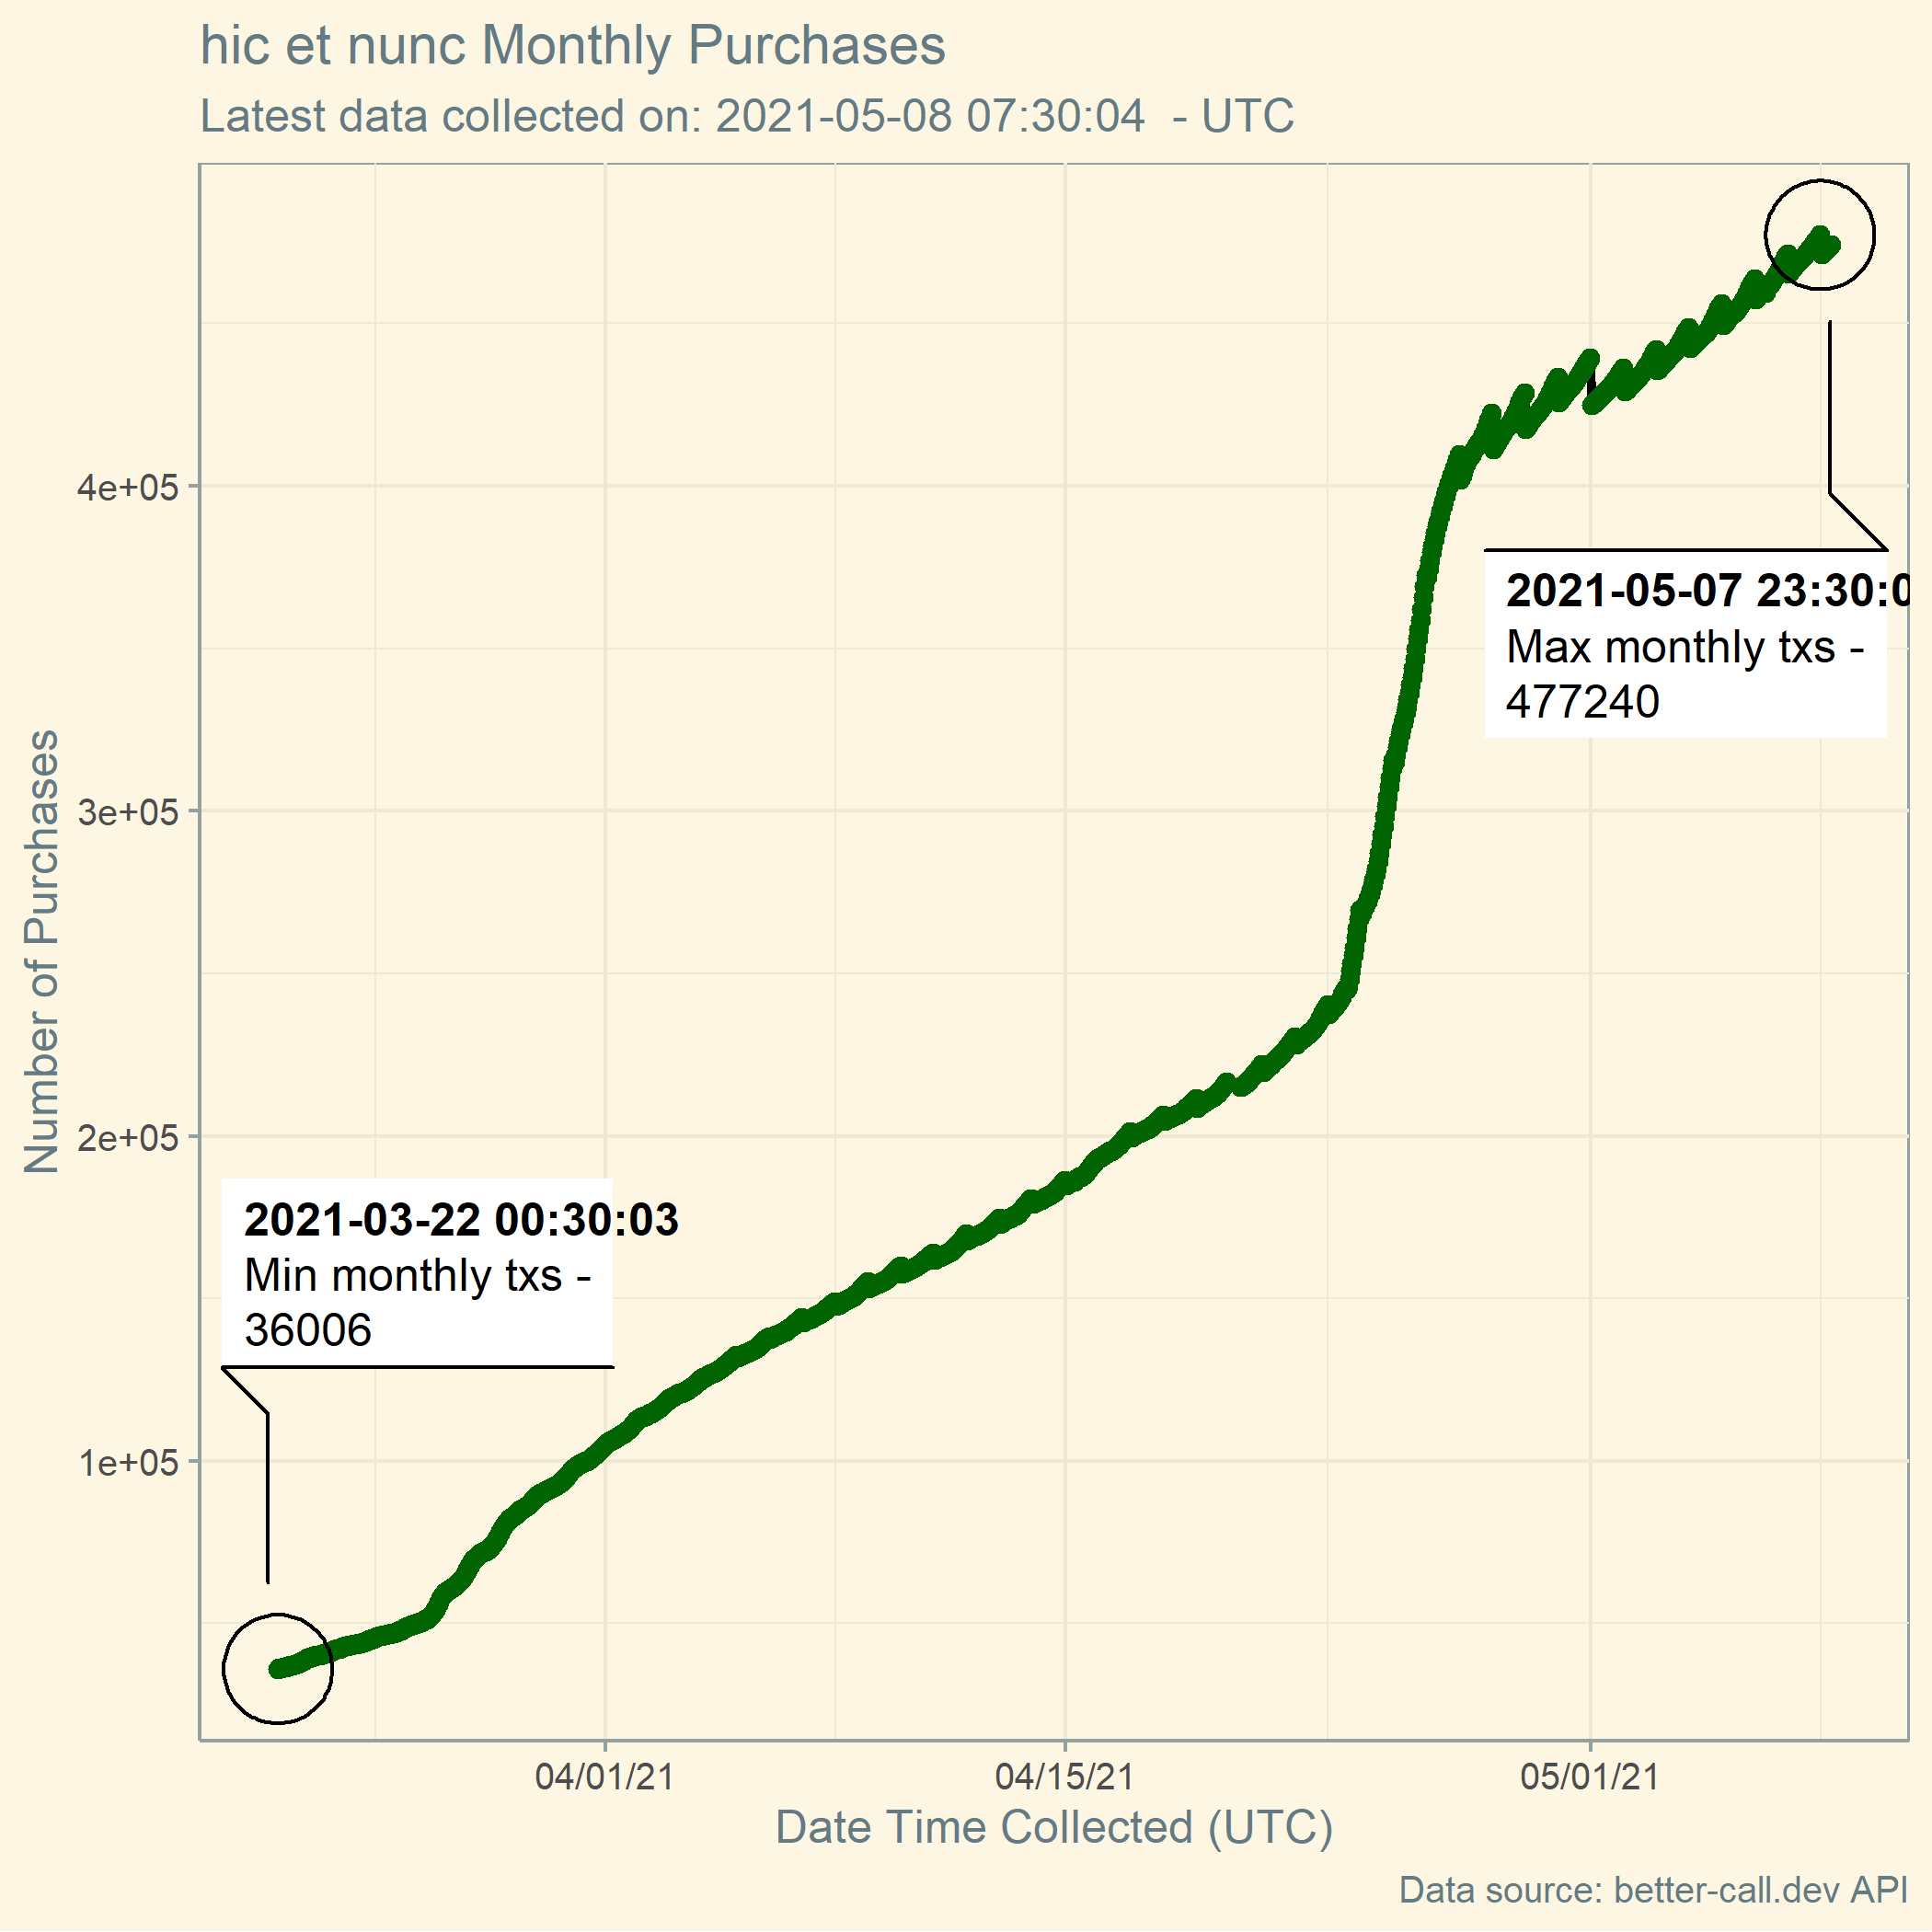 hic et nunc Monthly Purchases
Latest data collected on: 2021-05-08 07:30:04  - UTC
Number of Purchases
4e+05
3e+05
2e+05
1e+05
2021-05-07 23:30:0
Max monthly txs -
477240
2021-03-22 00:30:03
Min monthly txs -
36006
04/01/21
04/15/21
05/01/21
Date Time Collected (UTC)
Data source: better-call.dev API